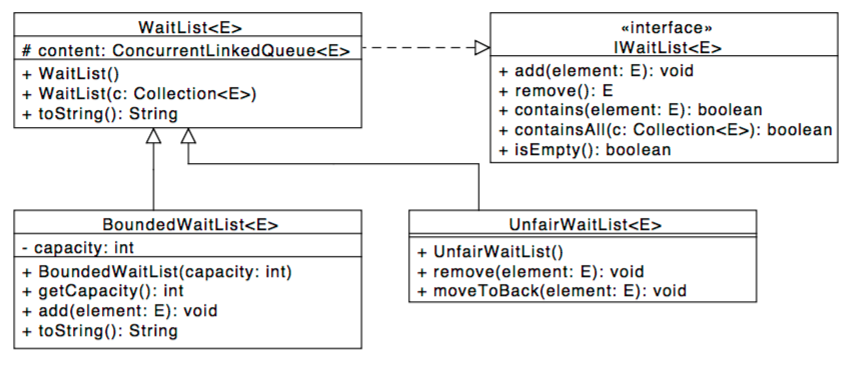 WaitList<E>
# content: ConcurrentLinkedQueue<E>
+ WaitList()
+ WaitList(c: Collection<E>)
+ toString(): String
«interface»
IWaitList<E>
+ add(element: E): void
+ remove(): E
+ contains(element: E): boolean
+ containsAll(c: Collection<E>): boolean
+ isEmpty(): boolean
BoundedWaitList<E>
- capacity: int
+ BoundedWaitList(capacity: int)
+ getCapacity(): int
+ add(element: E): void
+ toString(): String
UnfairWaitList<E>
+ UnfairWaitList()
+ remove(element: E): void
+ moveToBack(element: E): void